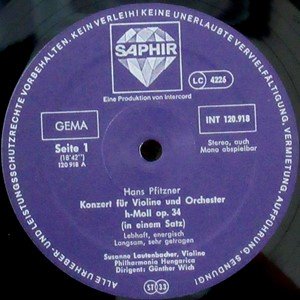 KEIN VERLEIH! KEINE UNERLAUBTE VERVIELFÄLTIGUNG, VERMIETUNG, AUFFÜHRUNG, SENDUNG!
ALLE URHEBER- UND LEISTUNGSSCHUTZRECHTE VORBEHALTEN.
SAPHIR
LC 4226
Eine Produktion von Intercord
GEMA
INT 120.918
Seite 1
(18'42")
120 918 A
Stereo, auch
Mono abspielbar
Hans Pfitzner
Konzert für Violine und Orchester
h-Moll op. 34
(in einem Satz)
Lebhaft, energisch
Langsam, sehr getragen
Susanne Lautenbacher, Violine
Philharmonia Hungarica
Dirigent: Günther Wich
ST 33